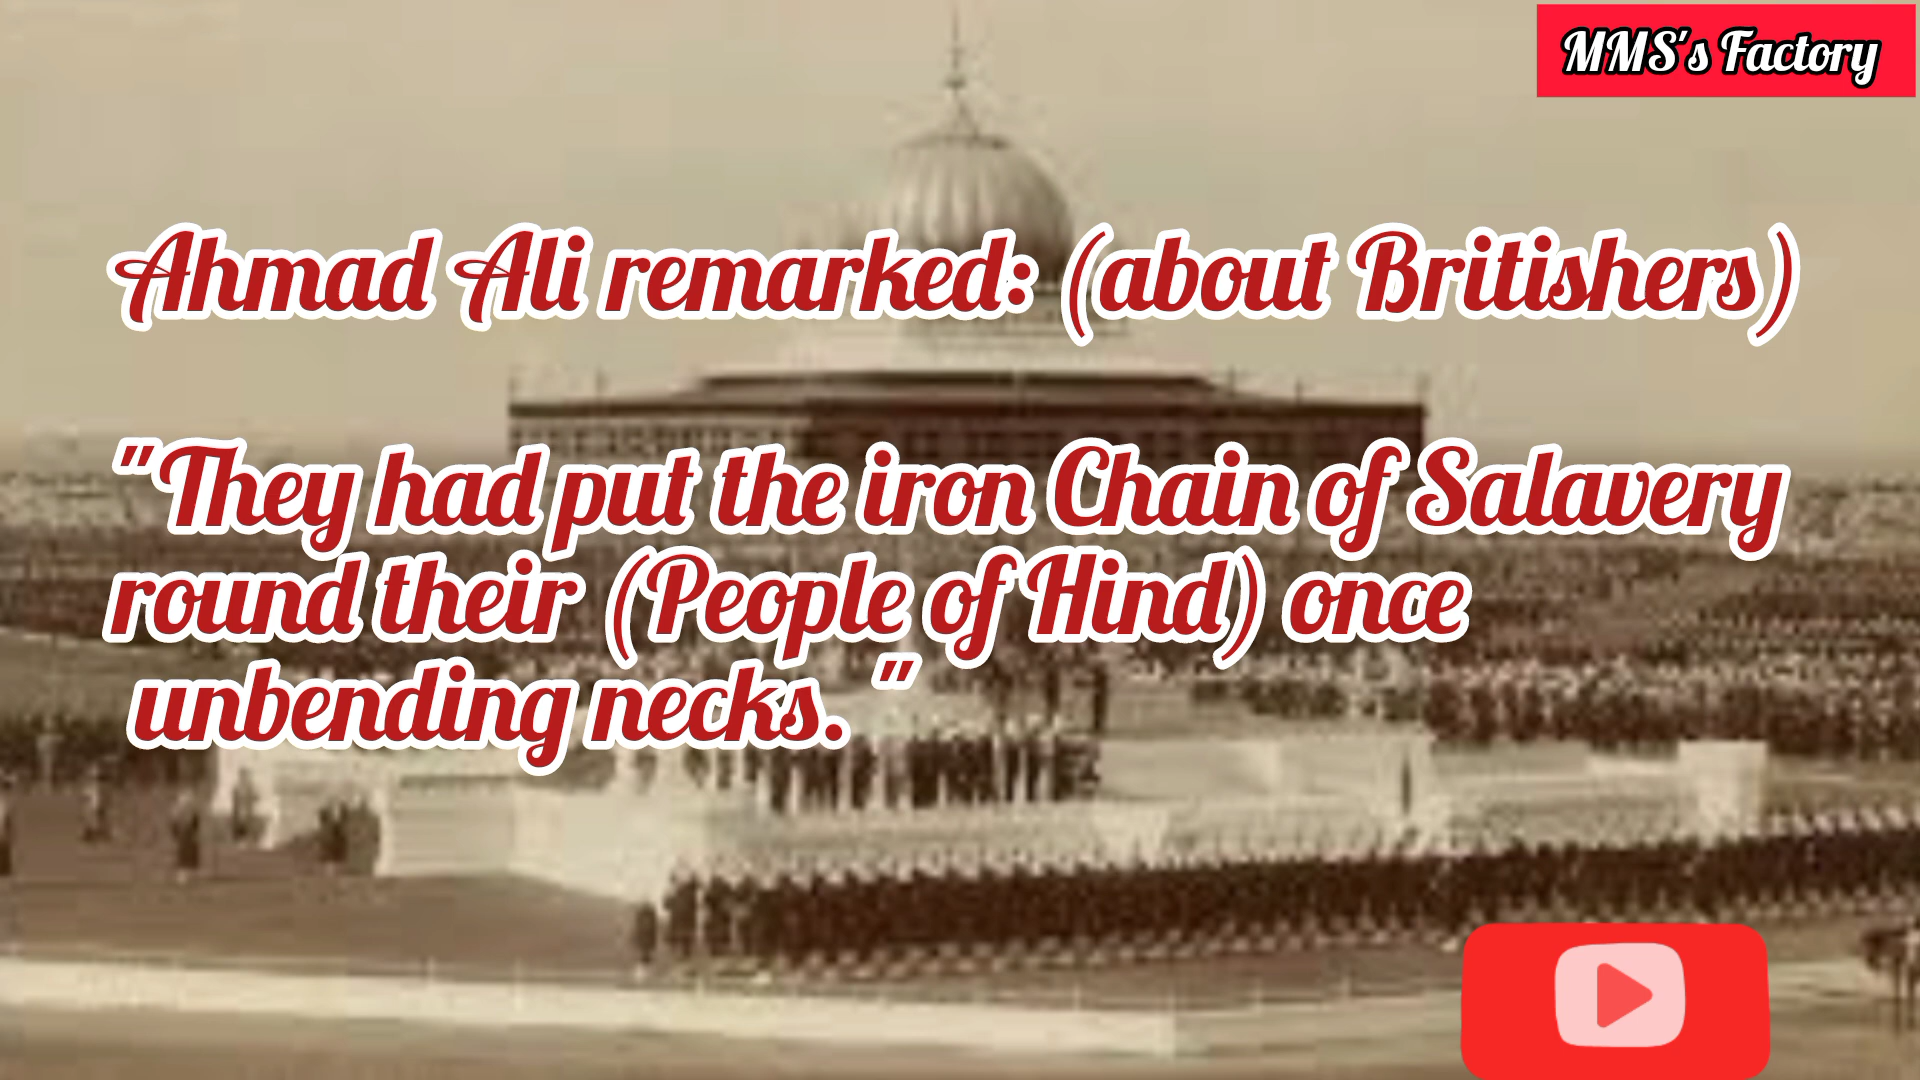 MMS's Factory
Ahmad Ali remarked: (about Britishers)
"They had put the iron Chain of Salavery
round their (People of Hind) once
unbending necks. "